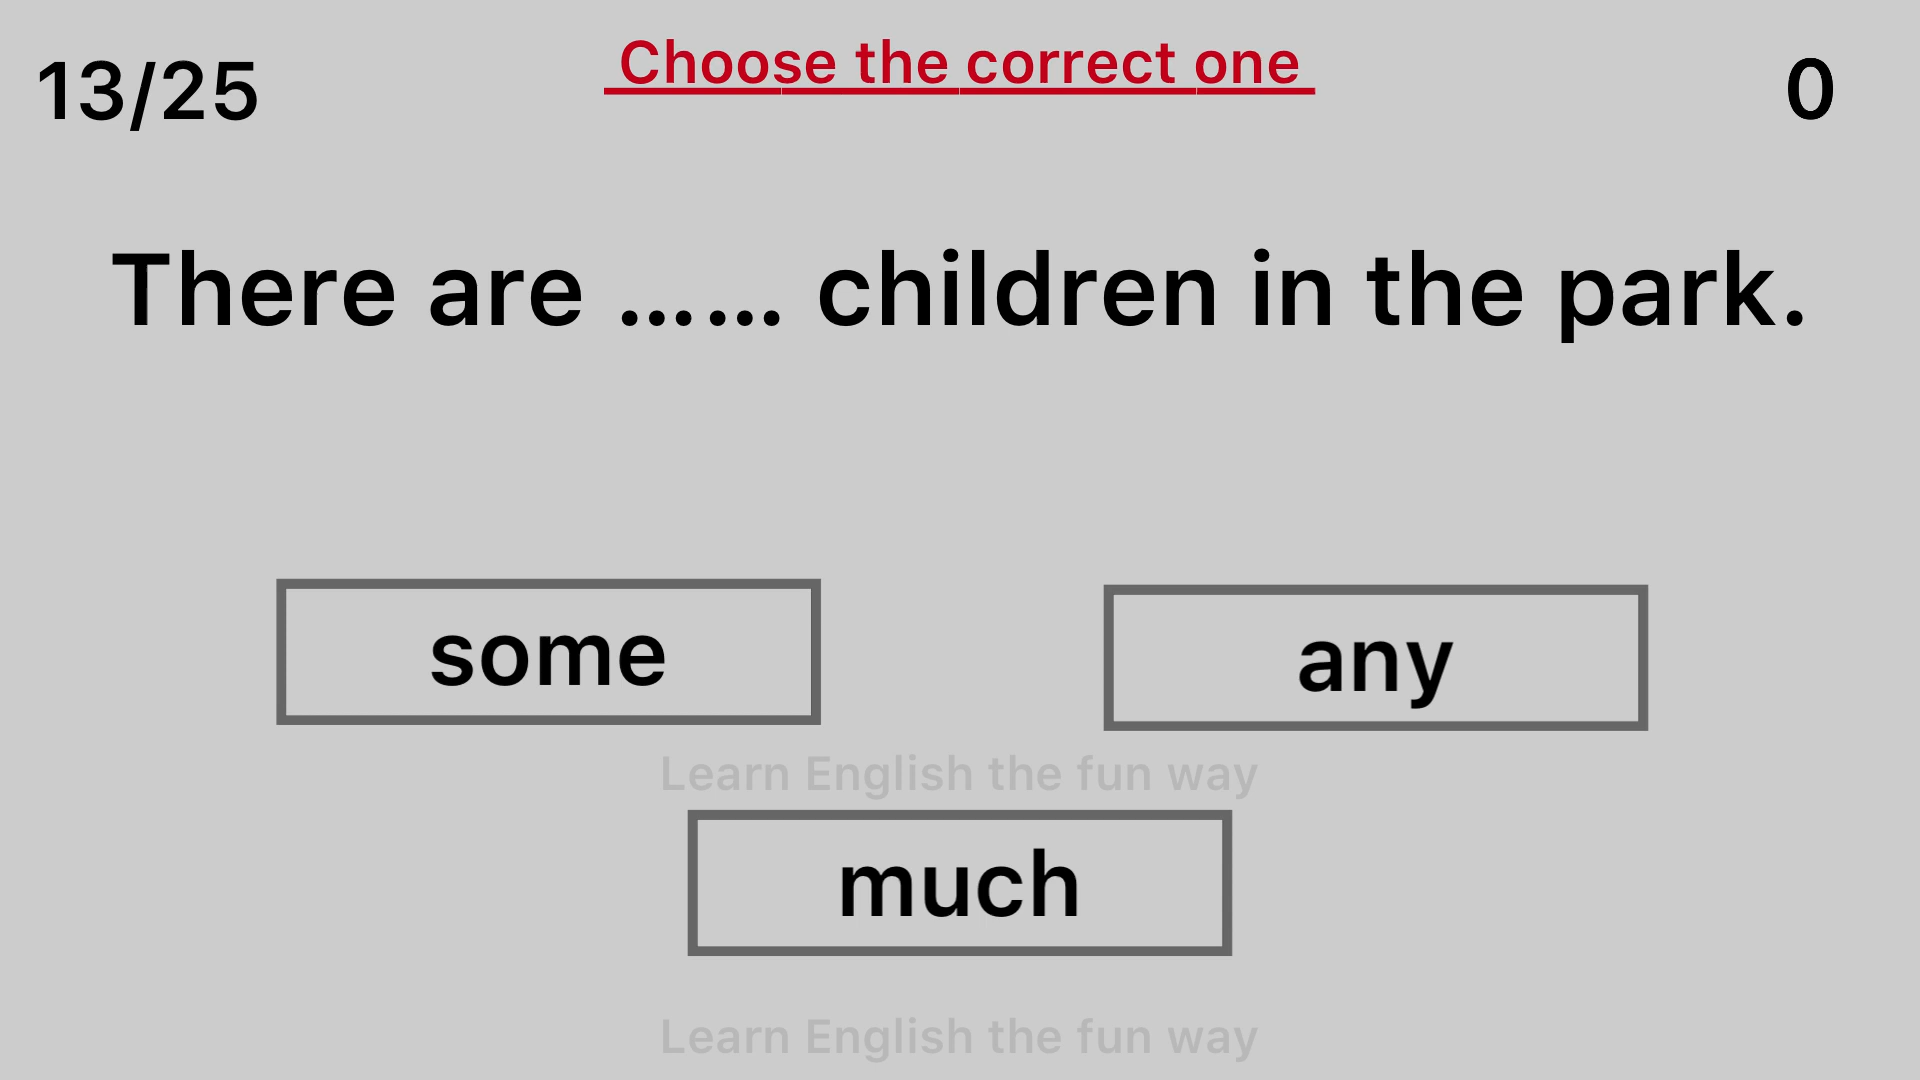 13/25
Choose the correct one
0
There are ...... children in the park.
some
any
Learn English the fun way
much
Learn English the fun way